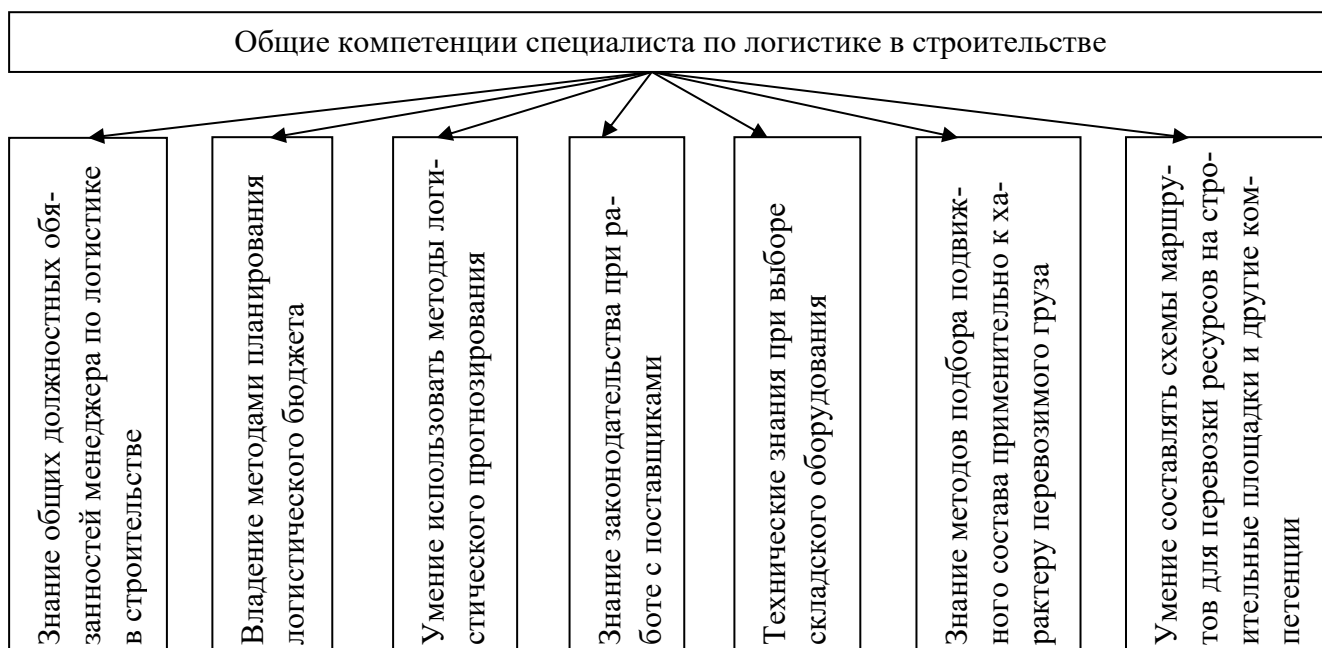 Общие компетенции специалиста по логистике в строительстве
Знание общих должностных обя-
занностей менеджера по логистике
в строительстве
Владение методами планирования
логистического бюджета
Умение использовать методы логи-
стического прогнозирования
Знание законодательства при ра-
боте с поставщиками
Технические знания при выборе
складского оборудования
Знание методов подбора подвиж-
ного состава применительно к ха-
рактеру перевозимого груза
Умение составлять схемы маршру-
тов для перевозки ресурсов на стро-
ительные площадки и другие ком-
петенции